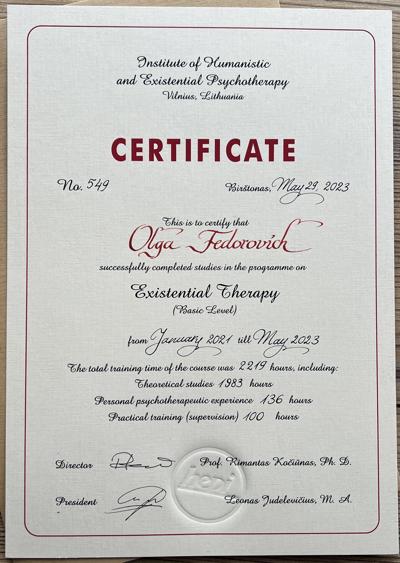 Institute of Humanistic
and Existential Psychotherapy
Vilnius, Lithuania
CERTIFICATE
No. 549
Birštonas, May 29, 2023
This is to certify that
Olga Fedorovich
successfully completed studies in the programme on
Existential Therapy
(Basic Level)
from January 2021 till May 2023
The total training time of the course was 2219 hours, including:
Theoretical studies 1983 hours
Personal psychotherapeutic experience 136 hours
Practical training (supervision) 100 hours
Director Prof. Rimantas Kočiūnas, Ph. D.
President Leonas Judelevičius, M. A.